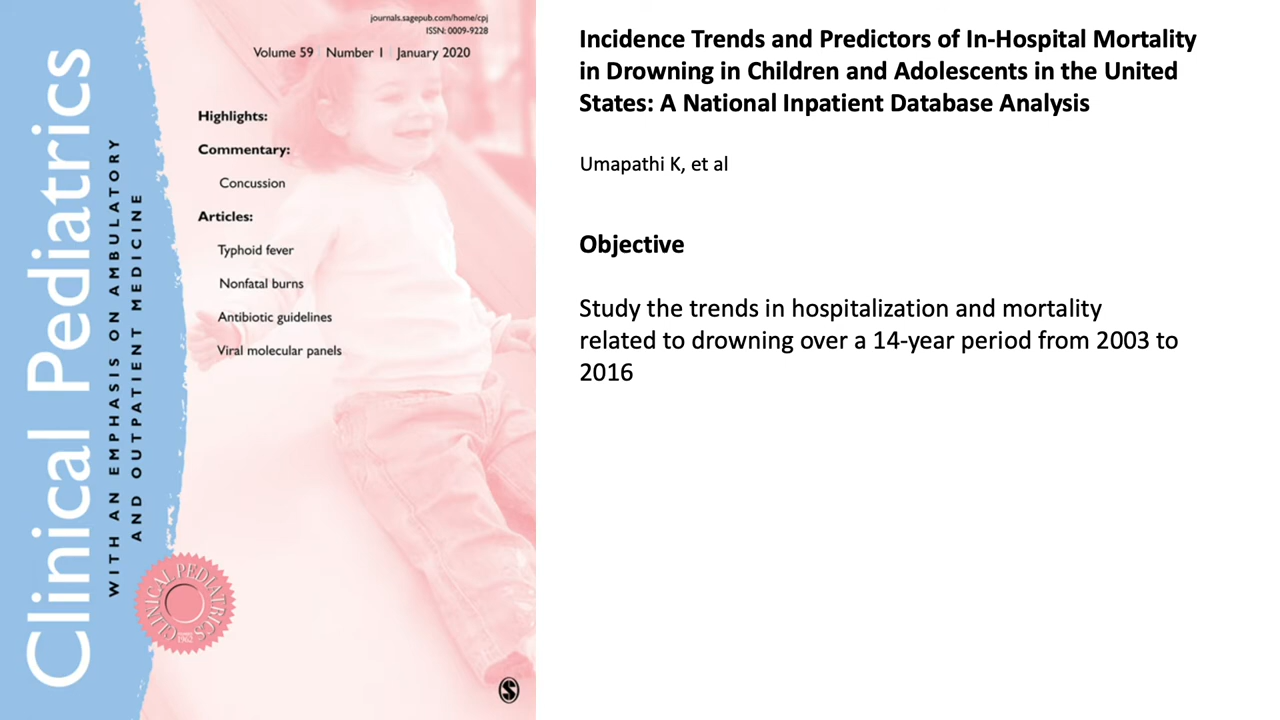 Clinical Pediatrics
WITH AN EMPHASIS ON AMBULATORY
AND OUTPATIENT MEDICINE
journals.sagepub.com/home/cpj
ISSN: 0009-9228
Volume 59 Number 1 January 2020
Highlights:
Commentary:
Concussion
Articles:
Typhoid fever
Nonfatal burns
Antibiotic guidelines
Viral molecular panels
CLINICAL PEDIATRICS
1962
S
Incidence Trends and Predictors of In-Hospital Mortality
in Drowning in Children and Adolescents in the United
States: A National Inpatient Database Analysis
Umapathi K, et al
Objective
Study the trends in hospitalization and mortality
related to drowning over a 14-year period from 2003 to
2016